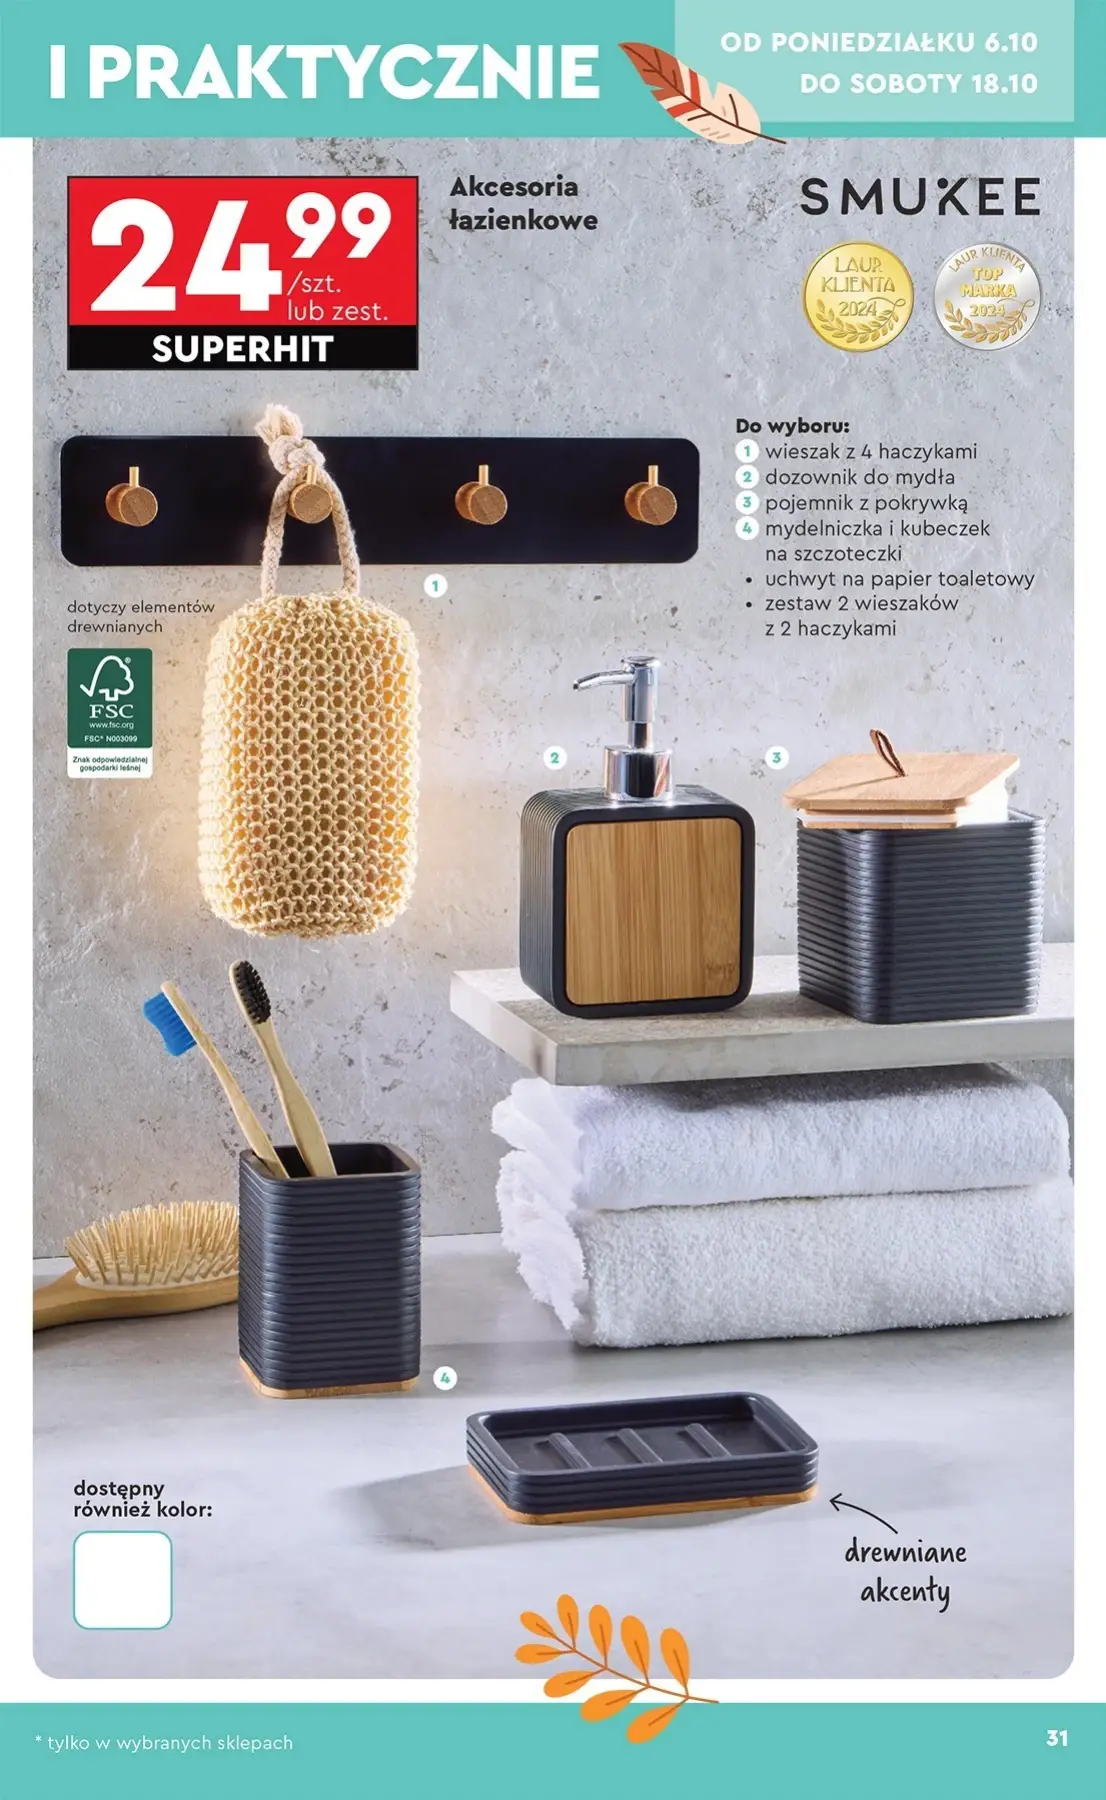 I PRAKTYCZNIE
OD PONIEDZIAŁKU 6.10
DO SOBOTY 18.10
24 99
/szt.
lub zest.
SUPERHIT
Akcesoria
łazienkowe
SMUKEE
LAUR
KLIENTA
2024
LAUR KLIENTA
TOP
MARKA
2024
Do wyboru:
1 wieszak z 4 haczykami
2 dozownik do mydła
3 pojemnik z pokrywką
4 mydelniczka i kubeczek
na szczoteczki
• uchwyt na papier toaletowy
• zestaw 2 wieszaków
z 2 haczykami
1
dotyczy elementów
drewnianych
FSC
www.fsc.org
FSC® N003099
Znak odpowiedzialnej
gospodarki leśnej
2
3
4
dostępny
również kolor:
drewniane
akcenty
* tylko w wybranych sklepach
31